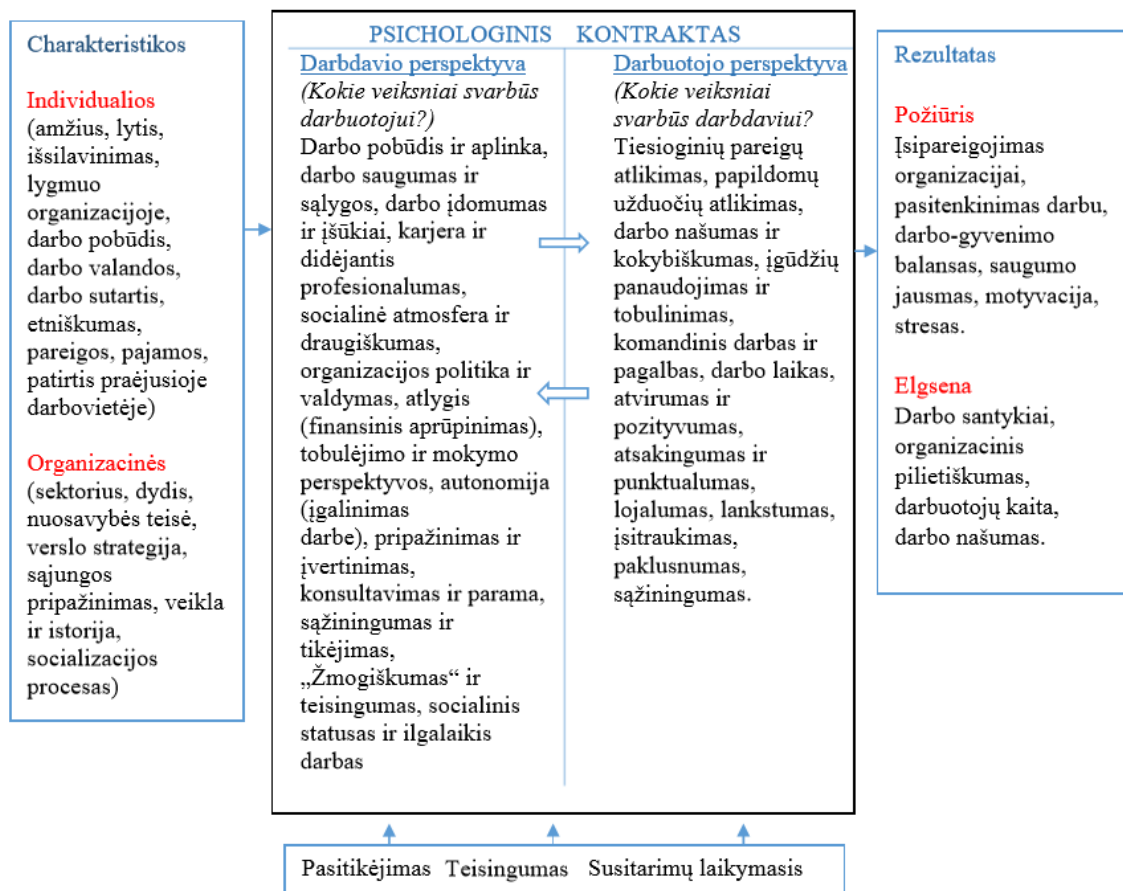 Charakteristikos
Individualios
(amžius, lytis,
išsilavinimas,
lygmuo
organizacijoje,
darbo pobūdis,
darbo valandos,
darbo sutartis,
etniškumas,
pareigos, pajamos,
patirtis praėjusioje
darbovietėje)
Organizacinės
(sektorius, dydis,
nuosavybės teisė,
verslo strategija,
sąjungos
pripažinimas, veikla
ir istorija,
socializacijos
procesas)
PSICHOLOGINIS KONTRAKTAS
Darbdavio perspektyva
(Kokie veiksniai svarbūs
darbuotojui?)
Darbo pobūdis ir aplinka,
darbo saugumas ir
sąlygos, darbo įdomumas
ir iššūkiai, karjera ir
didėjantis
profesionalumas,
socialinė atmosfera ir
draugiškumas,
organizacijos politika ir
valdymas, atlygis
(finansinis aprūpinimas),
tobulėjimo ir mokymo
perspektyvos, autonomija
(įgalinimas
darbe), pripažinimas ir
įvertinimas,
konsultavimas ir parama,
sąžiningumas ir
tikėjimas,
„Žmogiškumas“ ir
teisingumas, socialinis
statusas ir ilgalaikis
darbas
Darbuotojo perspektyva
(Kokie veiksniai
svarbūs darbdaviui?
Tiesioginių pareigų
atlikimas, papildomų
užduočių atlikimas,
darbo našumas ir
kokybiškumas, įgūdžių
panaudojimas ir
tobulinimas,
komandinis darbas ir
pagalbas, darbo laikas,
atvirumas ir
pozityvumas,
atsakingumas ir
punktualumas,
lojalumas, lankstumas,
įsitraukimas,
paklusnumas,
sąžiningumas.
Rezultatas
Požiūris
Įsipareigojimas
organizacijai,
pasitenkinimas darbu,
darbo-gyvenimo
balansas, saugumo
jausmas, motyvacija,
stresas.
Elgsena
Darbo santykiai,
organizacinis
pilietiškumas,
darbuotojų kaita,
darbo našumas.
Pasitikėjimas Teisingumas Susitarimų laikymasis